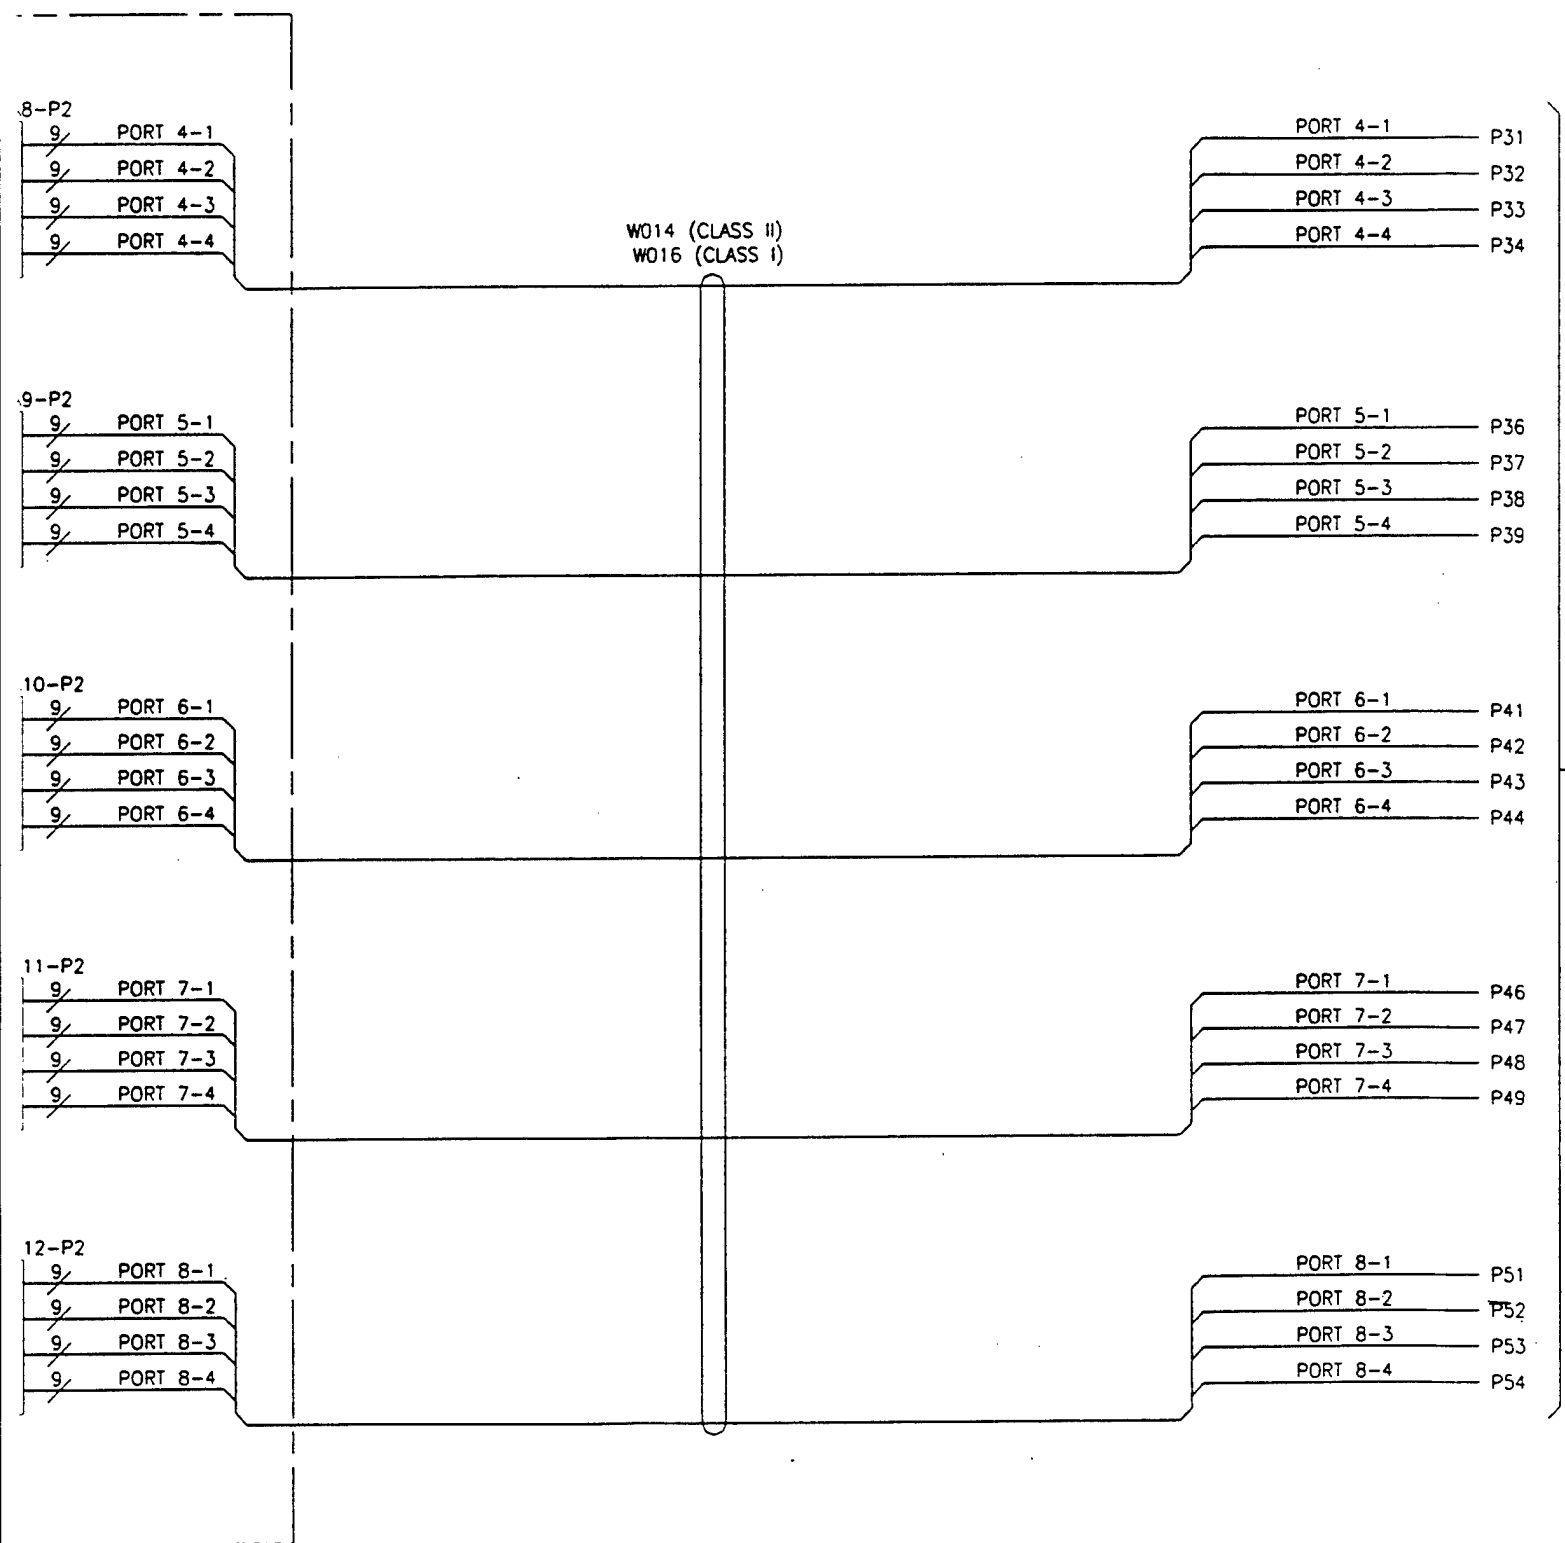 8-P2
9 PORT 4-1
9 PORT 4-2
9 PORT 4-3
9 PORT 4-4
W014 (CLASS II)
W016 (CLASS I)
PORT 4-1 P31
PORT 4-2 P32
PORT 4-3 P33
PORT 4-4 P34
9-P2
9 PORT 5-1
9 PORT 5-2
9 PORT 5-3
9 PORT 5-4
PORT 5-1 P36
PORT 5-2 P37
PORT 5-3 P38
PORT 5-4 P39
10-P2
9 PORT 6-1
9 PORT 6-2
9 PORT 6-3
9 PORT 6-4
PORT 6-1 P41
PORT 6-2 P42
PORT 6-3 P43
PORT 6-4 P44
11-P2
9 PORT 7-1
9 PORT 7-2
9 PORT 7-3
9 PORT 7-4
PORT 7-1 P46
PORT 7-2 P47
PORT 7-3 P48
PORT 7-4 P49
12-P2
9 PORT 8-1
9 PORT 8-2
9 PORT 8-3
9 PORT 8-4
PORT 8-1 P51
PORT 8-2 P52
PORT 8-3 P53
PORT 8-4 P54